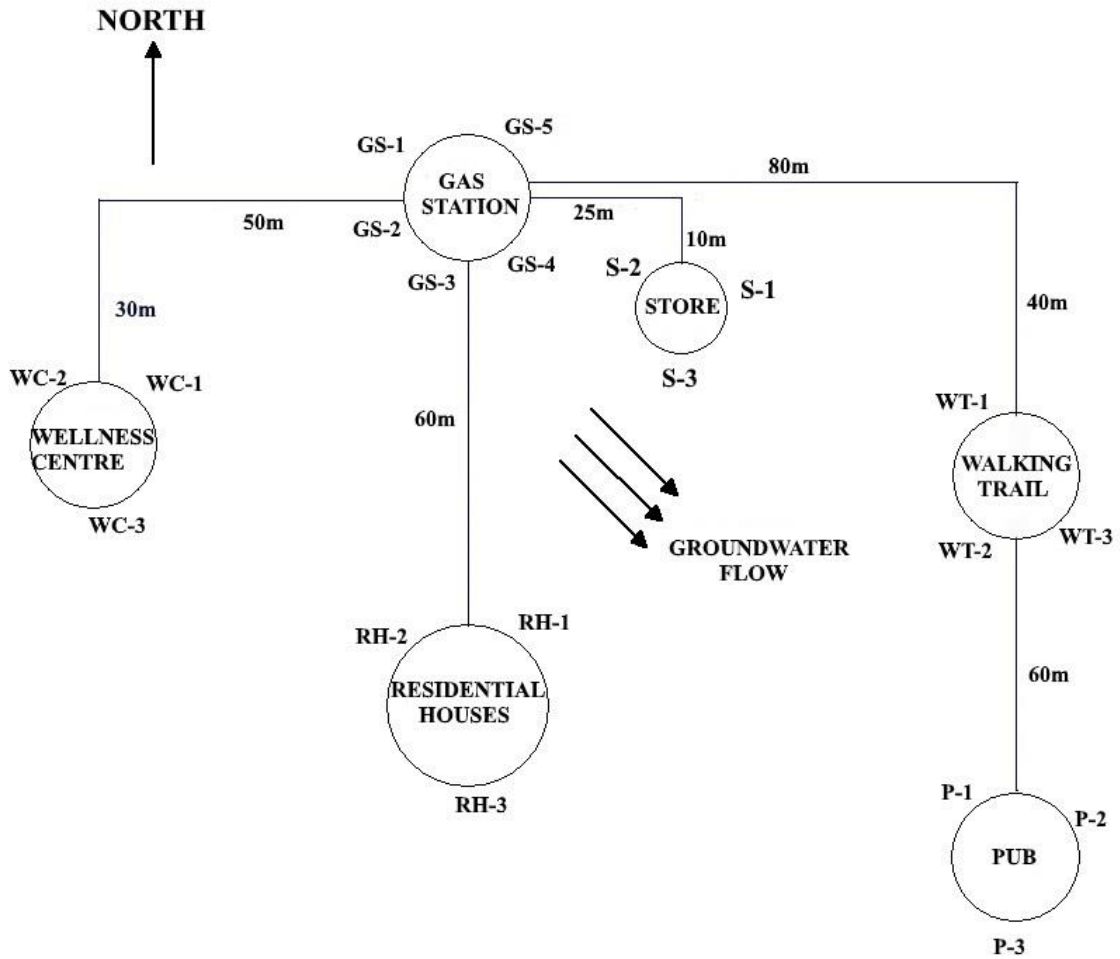 NORTH
GS-1
GS-5
GAS
STATION
80m
50m
GS-2
25m
GS-3
GS-4
10m
S-2
S-1
STORE
S-3
30m
40m
WC-2
WC-1
WELLNESS
CENTRE
WC-3
60m
WT-1
WALKING
TRAIL
WT-2
WT-3
GROUNDWATER
FLOW
RH-2
RH-1
RESIDENTIAL
HOUSES
RH-3
60m
P-1
P-2
PUB
P-3